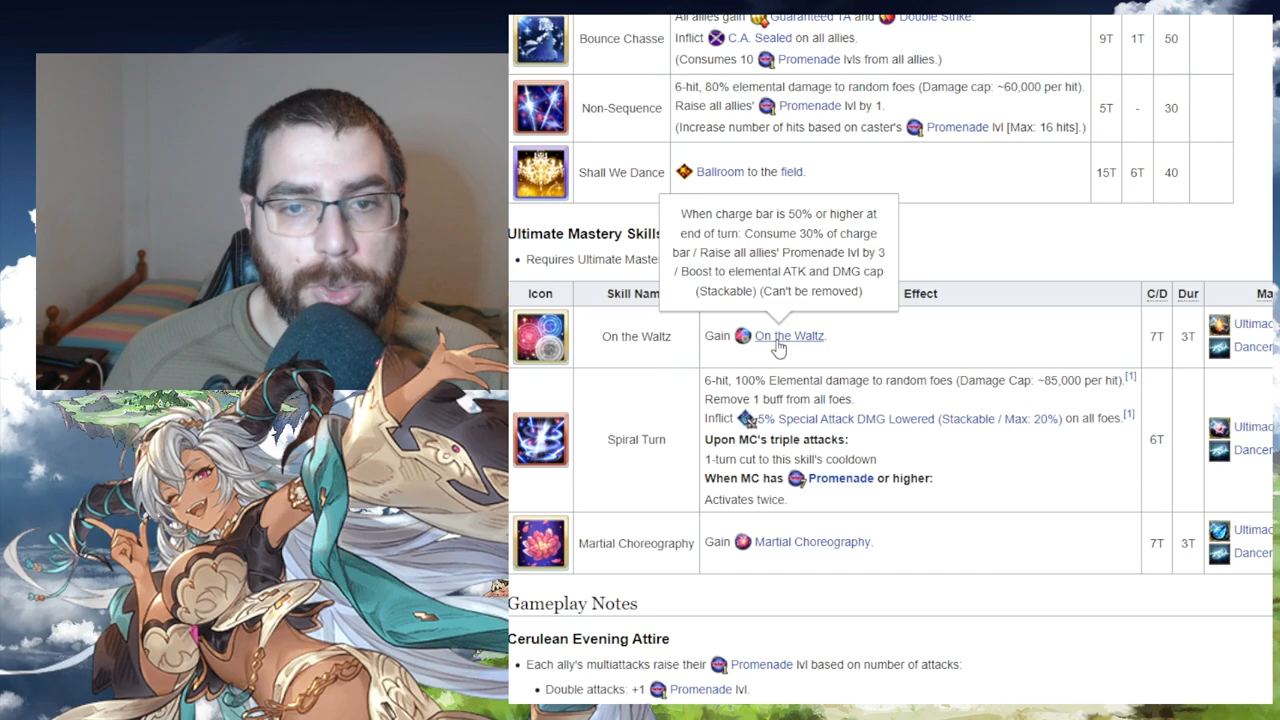 All allies gain Guaranteed TA and Double Strike.
Bounce Chasse
Inflict C.A. Sealed on all allies.
9T 1T 50
(Consumes 10 Promenade lvls from all allies.)
6-hit, 80% elemental damage to random foes (Damage cap: ~60,000 per hit).
Non-Sequence
Raise all allies' Promenade lvl by 1.
5T - 30
(Increase number of hits based on caster's Promenade lvl [Max: 16 hits].)
Shall We Dance
Ballroom to the field.
15T 6T 40
When charge bar is 50% or higher at
end of turn: Consume 30% of charge
bar / Raise all allies' Promenade lvl by 3
/ Boost to elemental ATK and DMG cap
(Stackable) (Can't be removed)
Ultimate Mastery Skills
• Requires Ultimate Maste
Icon Skill Nam Effect C/D Dur Ma
On the Waltz
Gain On the Waltz.
7T 3T
Ultimac
Dancer
6-hit, 100% Elemental damage to random foes (Damage Cap: ~85,000 per hit).[1]
Remove 1 buff from all foes.
Inflict 5% Special Attack DMG Lowered (Stackable / Max: 20%) on all foes.[1]
Spiral Turn
Upon MC's triple attacks:
1-turn cut to this skill's cooldown
When MC has Promenade or higher:
Activates twice.
6T
Ultimac
Dancer
Martial Choreography
Gain Martial Choreography.
7T 3T
Ultimac
Dancer
Gameplay Notes
Cerulean Evening Attire
• Each ally's multiattacks raise their Promenade lvl based on number of attacks:
• Double attacks: +1 Promenade lvl.